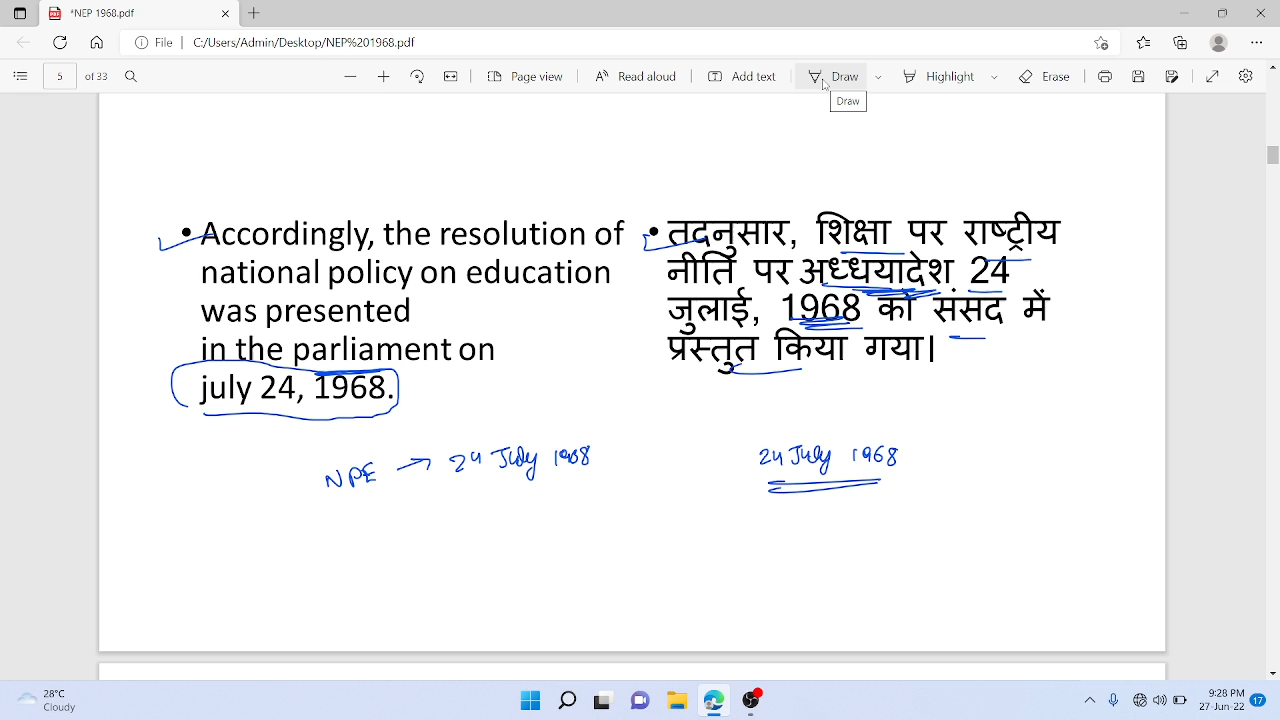 *NEP 1968.pdf
File C:/Users/Admin/Desktop/NEP%201968.pdf
5 of 33 Page view Read aloud Add text Draw Highlight Erase
Draw
• Accordingly, the resolution of
national policy on education
was presented
in the parliament on
july 24, 1968.
• तदनुसार, शिक्षा पर राष्ट्रीय
नीति पर अध्धयादेश 24
जुलाई, 1968 को संसद में
प्रस्तुत किया गया।
NPE → 24 July 1968
24 July 1968
28°C
Cloudy
9:28 PM
27-Jun-22
17